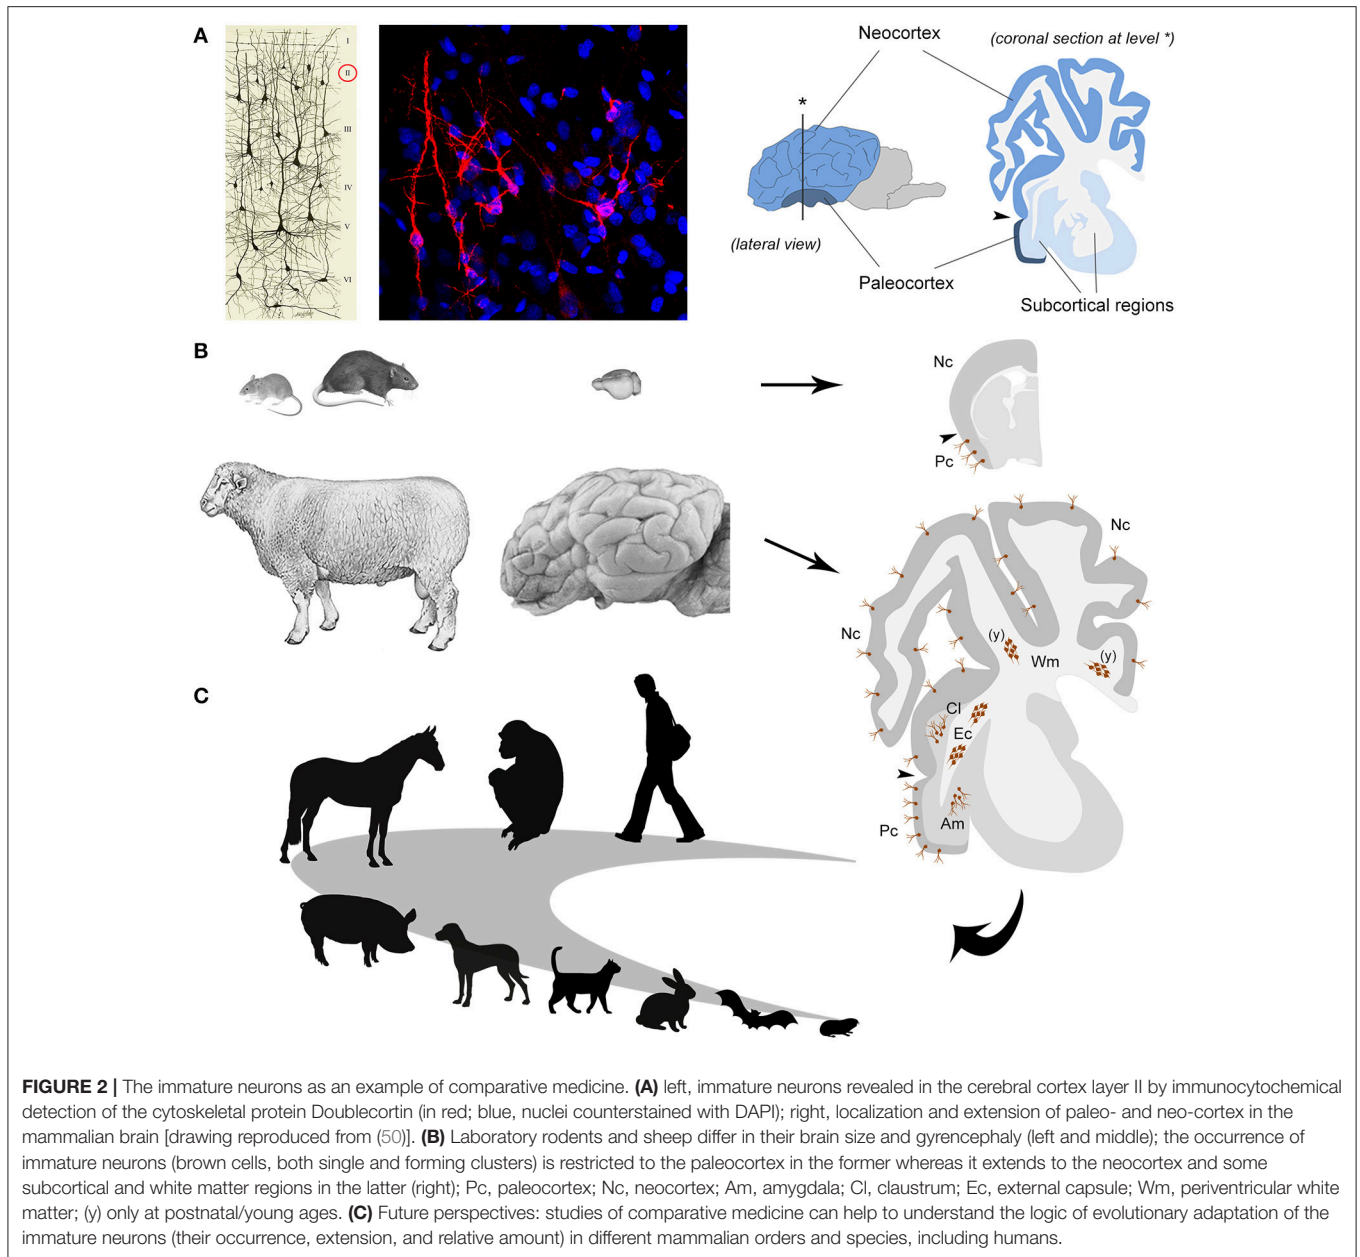 A
I
II
III
IV
V
VI
Neocortex
(coronal section at level *)
*
(lateral view)
Paleocortex
Subcortical regions
B
Nc
Pc
Nc
Nc
(y)
(y)
Wm
Cl
Ec
Am
Pc
C
FIGURE 2 | The immature neurons as an example of comparative medicine. (A) left, immature neurons revealed in the cerebral cortex layer II by immunocytochemical
detection of the cytoskeletal protein Doublecortin (in red; blue, nuclei counterstained with DAPI); right, localization and extension of paleo- and neo-cortex in the
mammalian brain [drawing reproduced from (50)]. (B) Laboratory rodents and sheep differ in their brain size and gyrencephaly (left and middle); the occurrence of
immature neurons (brown cells, both single and forming clusters) is restricted to the paleocortex in the former whereas it extends to the neocortex and some
subcortical and white matter regions in the latter (right); Pc, paleocortex; Nc, neocortex; Am, amygdala; Cl, claustrum; Ec, external capsule; Wm, periventricular white
matter; (y) only at postnatal/young ages. (C) Future perspectives: studies of comparative medicine can help to understand the logic of evolutionary adaptation of the
immature neurons (their occurrence, extension, and relative amount) in different mammalian orders and species, including humans.